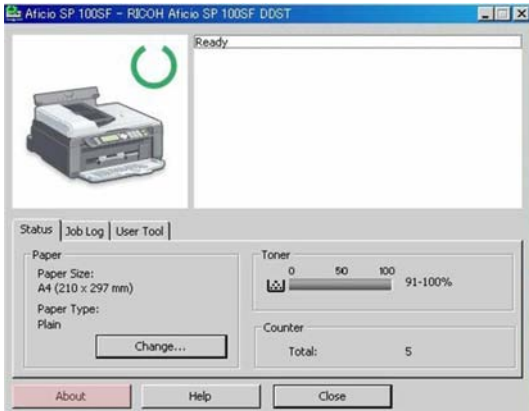 Aficio SP 100SF - RICOH Aficio SP 100SF DDST
Ready
Status Job Log User Tool
Paper
Paper Size:
A4 (210 x 297 mm)
Paper Type:
Plain
Change...
Toner
0 50 100
91-100%
Counter
Total: 5
About Help Close